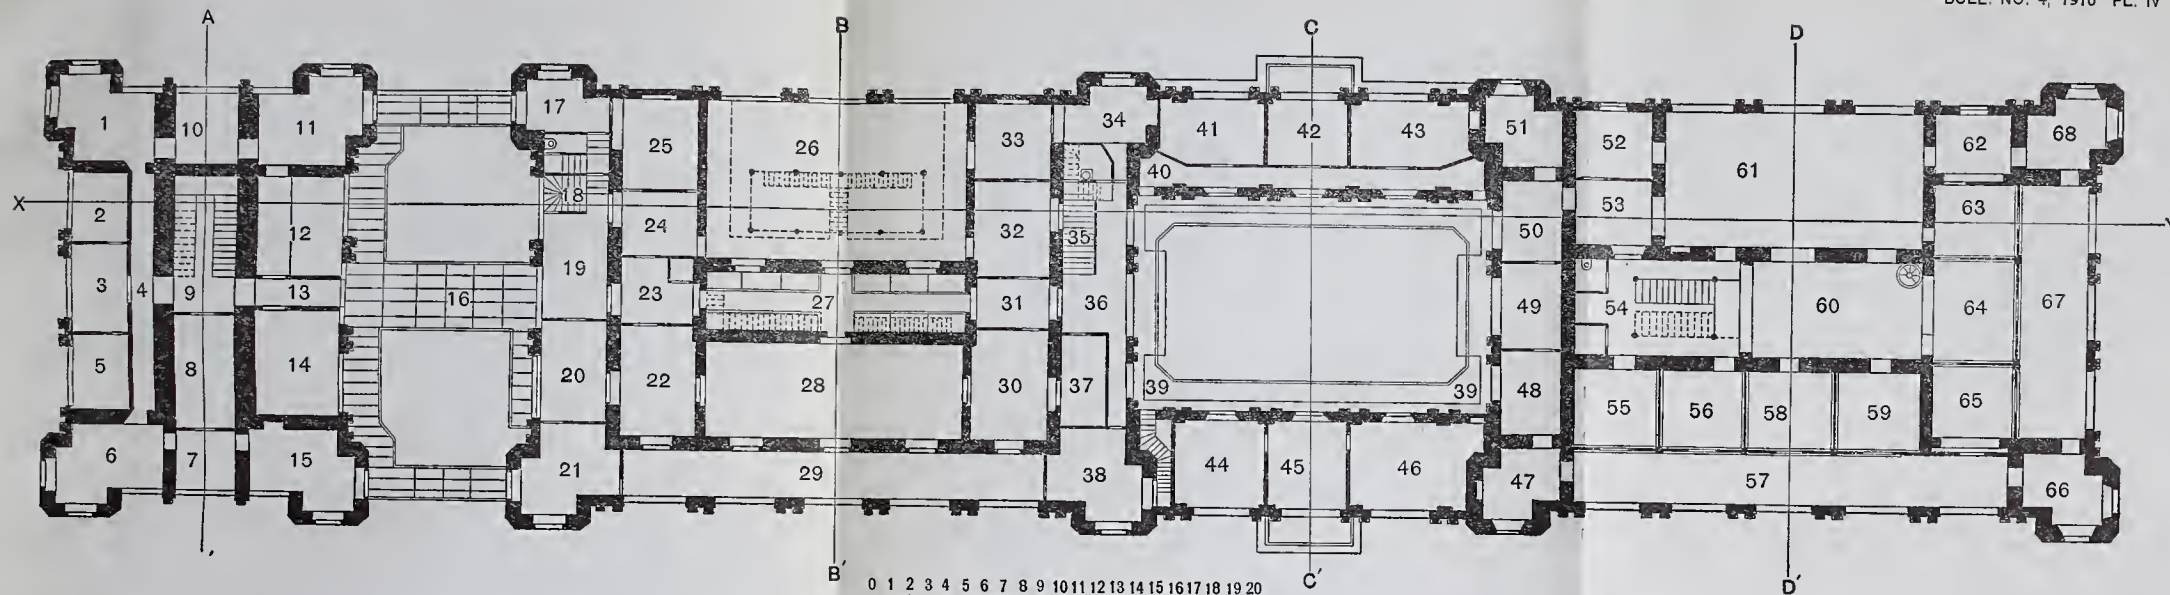 BULL. NO. 4, 1910 PL. IV
A B C D
1 10 11 17 25 26 33 34 41 42 43 51 52 61 62 68
2 12 18 24 32 35 40 50 53 63
X
3 4 9 13 16 19 23 27 31 36 49 54 60 64 67
5 8 14 20 22 28 30 37 39 39 48 55 56 58 59 65
6 7 15 21 29 38 44 45 46 47 57 66
B' C' D'
0 1 2 3 4 5 6 7 8 9 10 11 12 13 14 15 16 17 18 19 20